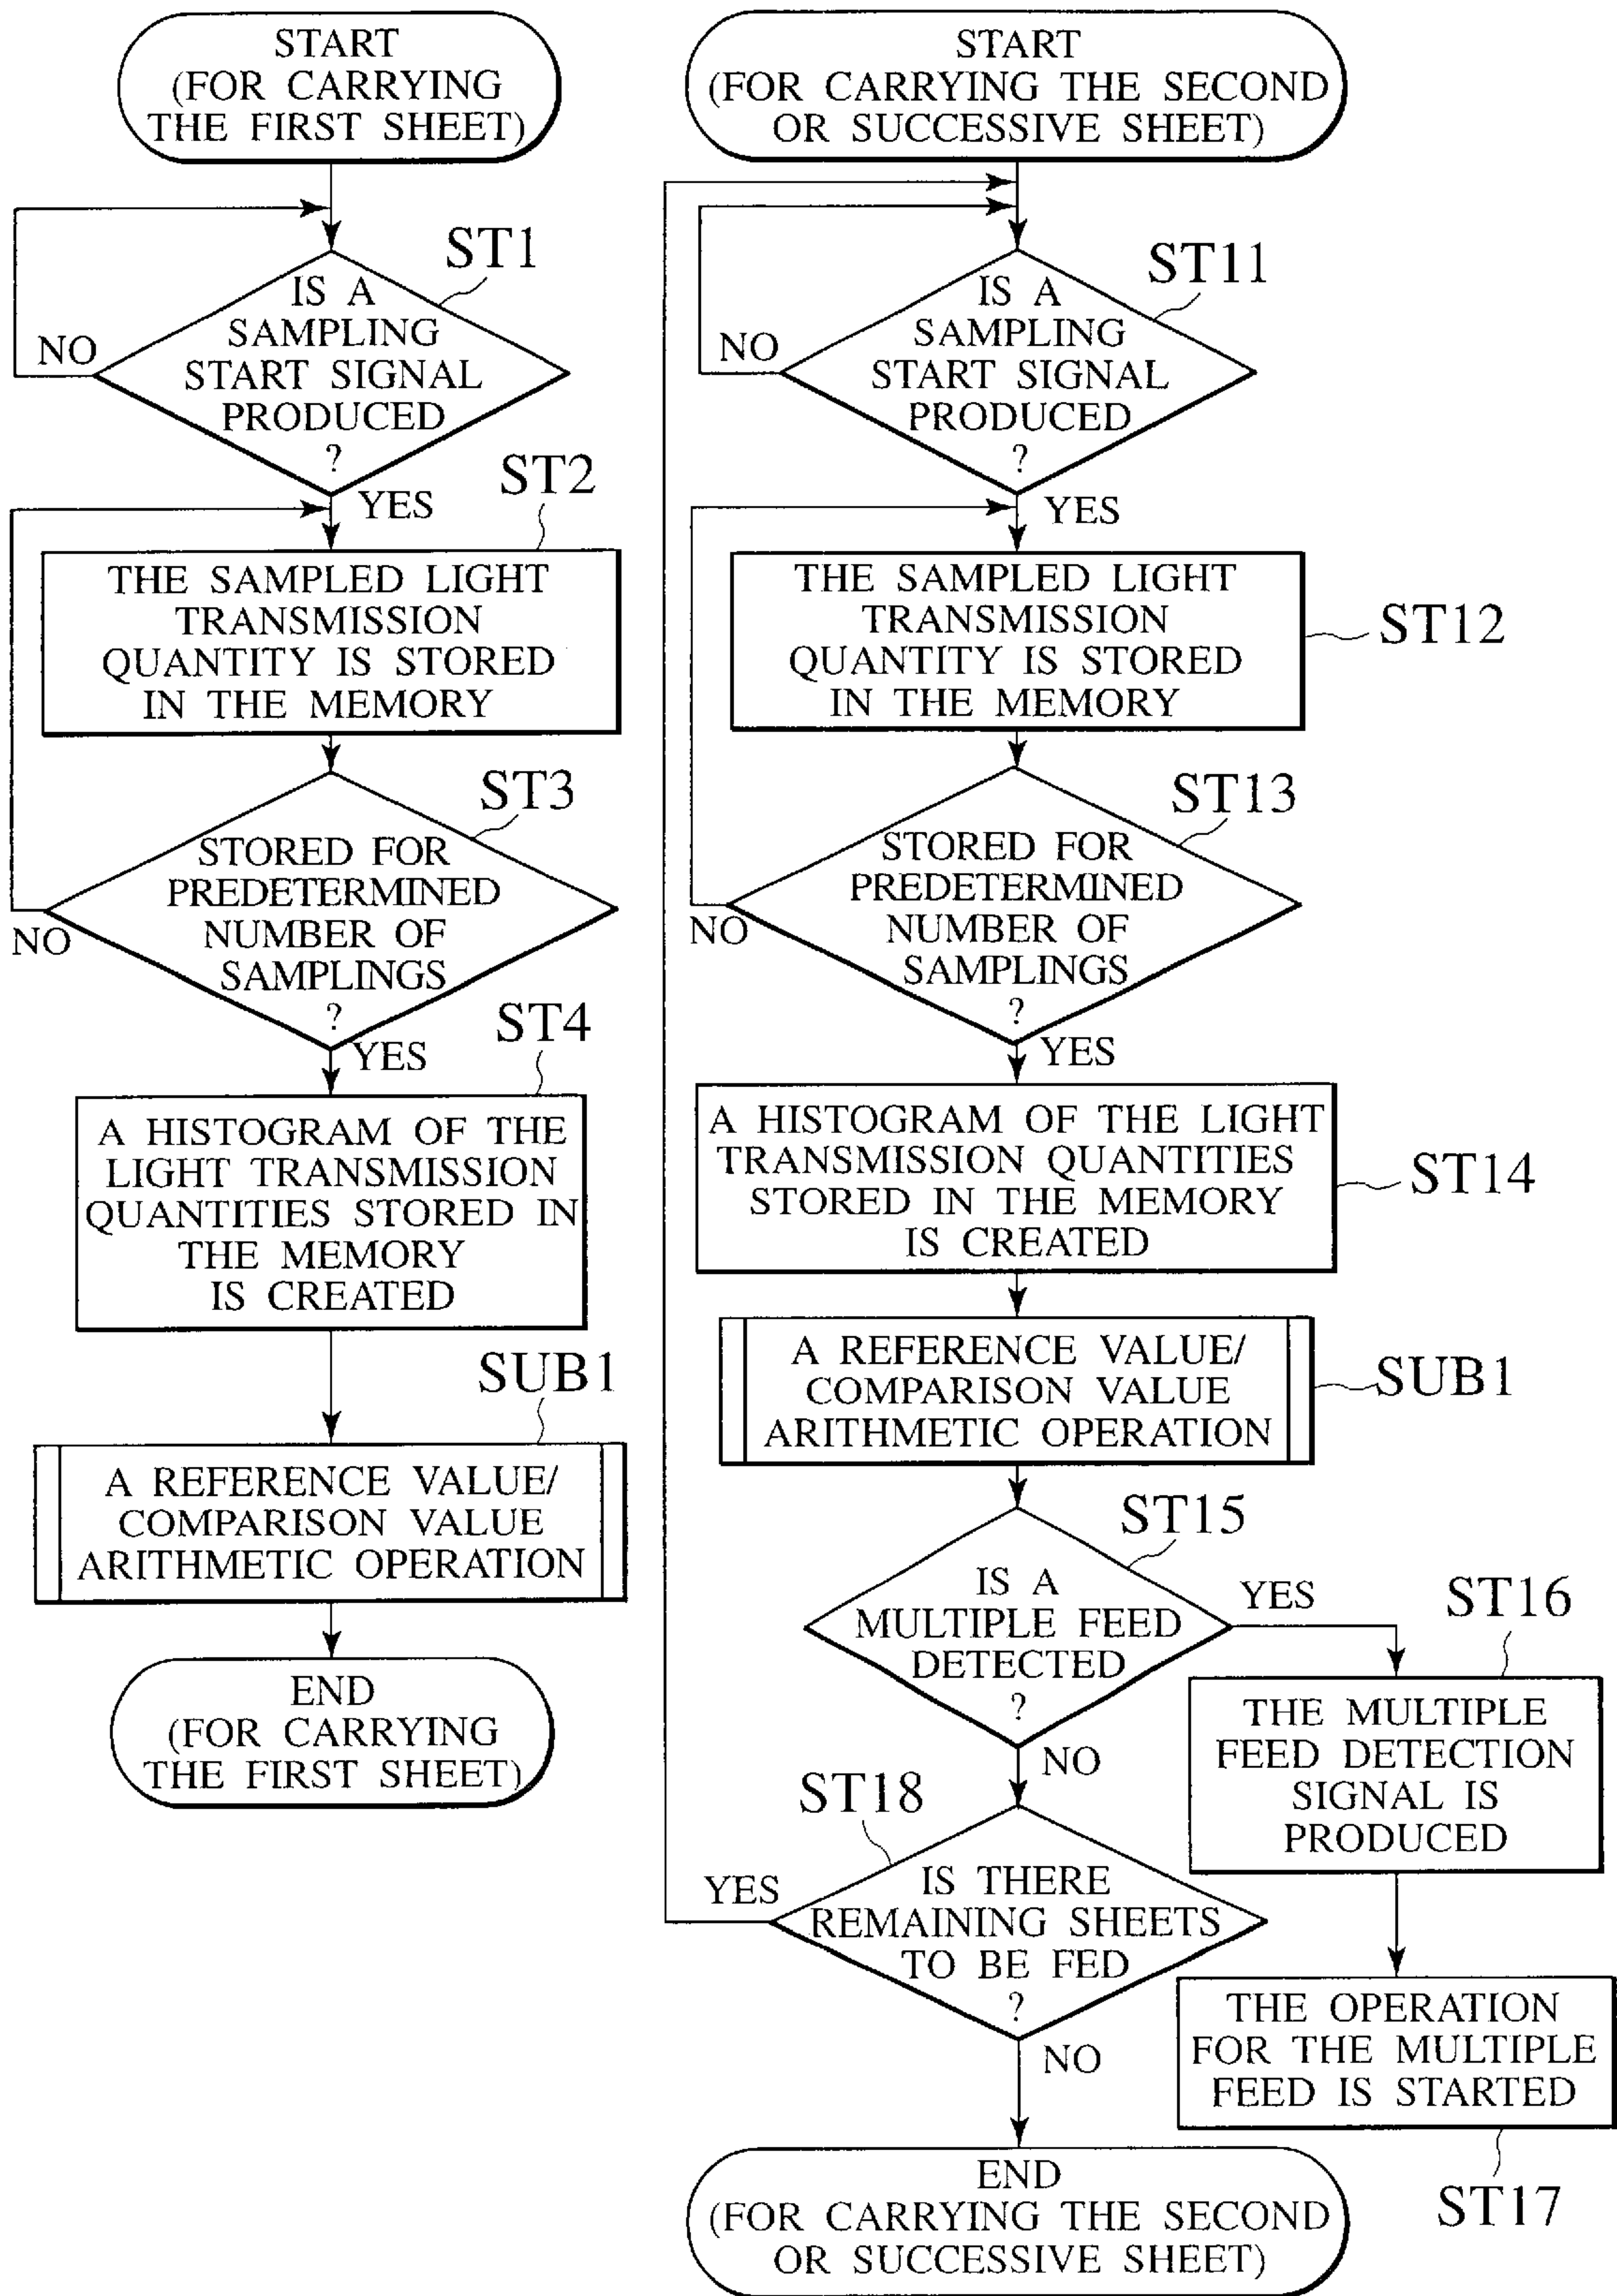 START
(FOR CARRYING
THE FIRST SHEET)
ST1
IS A
SAMPLING
START SIGNAL
PRODUCED
?
NO
YES
ST2
THE SAMPLED LIGHT
TRANSMISSION
QUANTITY IS STORED
IN THE MEMORY
ST3
STORED FOR
PREDETERMINED
NUMBER OF
SAMPLINGS
?
NO
YES
ST4
A HISTOGRAM OF THE
LIGHT TRANSMISSION
QUANTITIES STORED IN
THE MEMORY
IS CREATED
SUB1
A REFERENCE VALUE/
COMPARISON VALUE
ARITHMETIC OPERATION
END
(FOR CARRYING
THE FIRST SHEET)
START
(FOR CARRYING THE SECOND
OR SUCCESSIVE SHEET)
ST11
IS A
SAMPLING
START SIGNAL
PRODUCED
?
NO
YES
THE SAMPLED LIGHT
TRANSMISSION
QUANTITY IS STORED
IN THE MEMORY
ST12
ST13
STORED FOR
PREDETERMINED
NUMBER OF
SAMPLINGS
?
NO
YES
A HISTOGRAM OF THE LIGHT
TRANSMISSION QUANTITIES
STORED IN THE MEMORY
IS CREATED
ST14
A REFERENCE VALUE/
COMPARISON VALUE
ARITHMETIC OPERATION
SUB1
ST15
IS A
MULTIPLE FEED
DETECTED
?
YES
NO
ST16
THE MULTIPLE
FEED DETECTION
SIGNAL IS
PRODUCED
THE OPERATION
FOR THE MULTIPLE
FEED IS STARTED
ST17
ST18
IS THERE
REMAINING SHEETS
TO BE FED
?
YES
NO
END
(FOR CARRYING THE SECOND
OR SUCCESSIVE SHEET)